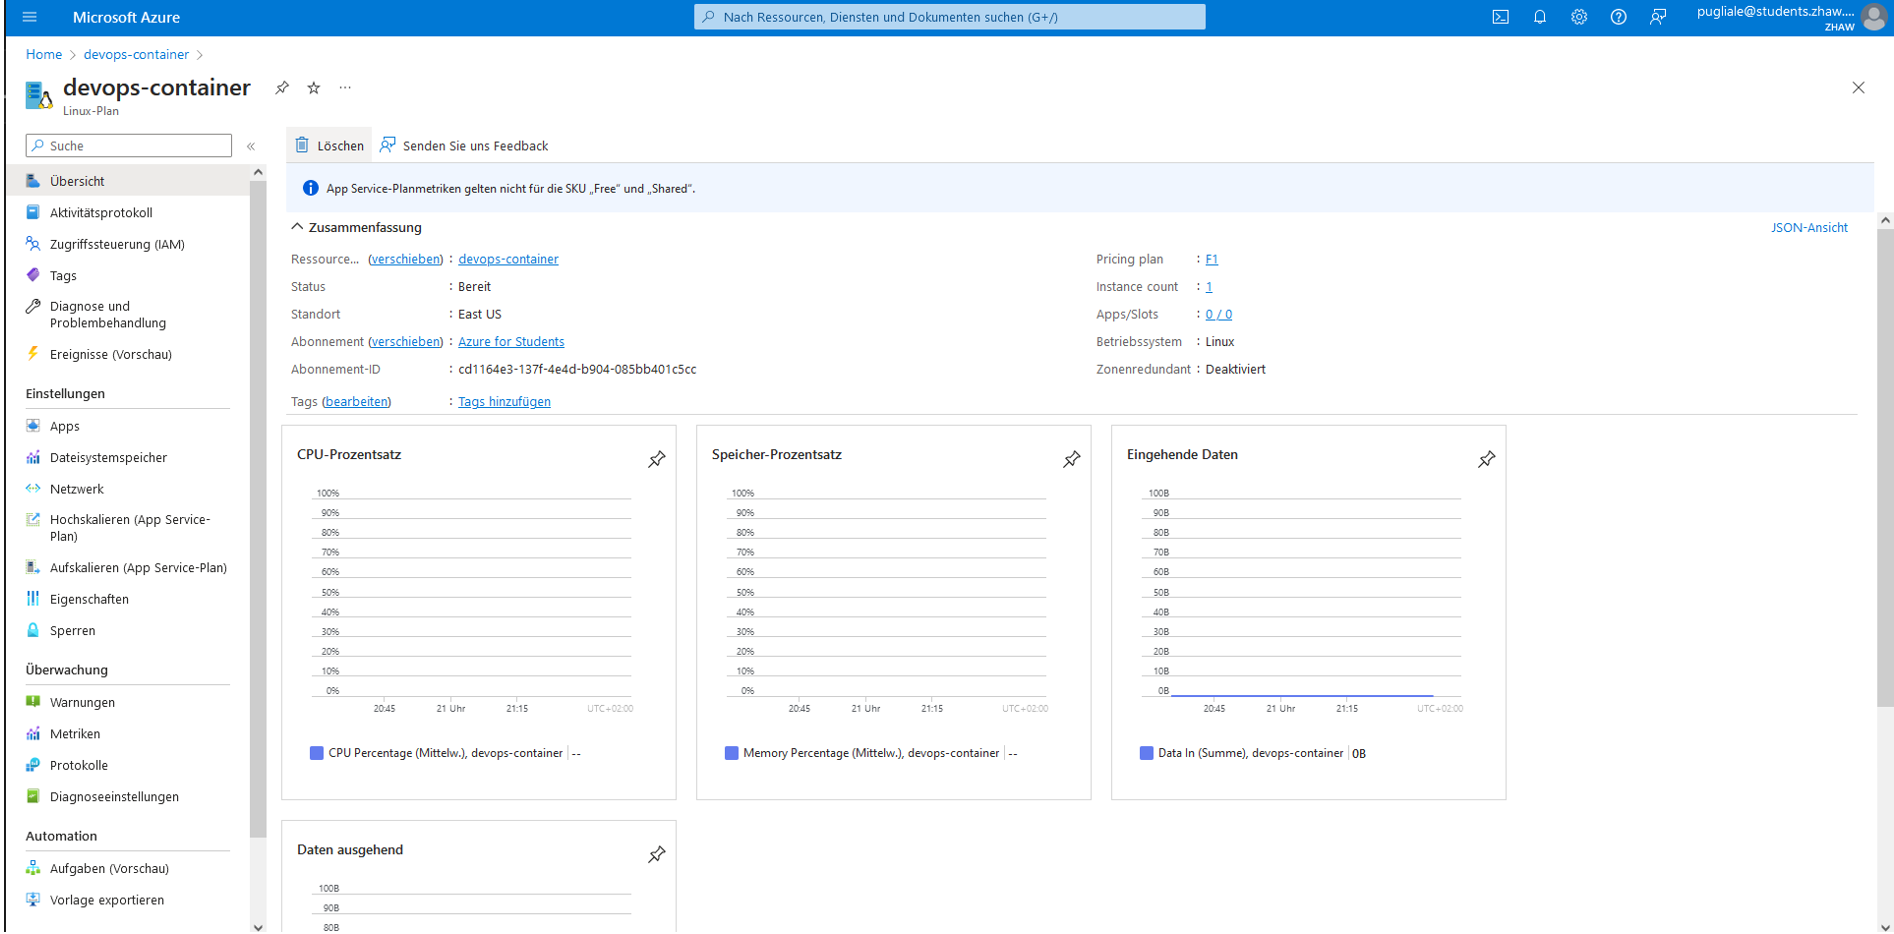 Microsoft Azure
Nach Ressourcen, Diensten und Dokumenten suchen (G+/)
pugliale@students.zhaw....
ZHAW
Home > devops-container >
devops-container
Linux-Plan
Suche
Löschen
Senden Sie uns Feedback
Übersicht
Aktivitätsprotokoll
Zugriffssteuerung (IAM)
Tags
Diagnose und
Problembehandlung
Ereignisse (Vorschau)
Einstellungen
Apps
Dateisystemspeicher
Netzwerk
Hochskalieren (App Service-
Plan)
Aufskalieren (App Service-Plan)
Eigenschaften
Sperren
Überwachung
Warnungen
Metriken
Protokolle
Diagnoseeinstellungen
Automation
Aufgaben (Vorschau)
Vorlage exportieren
App Service-Planmetriken gelten nicht für die SKU „Free“ und „Shared“.
Zusammenfassung
JSON-Ansicht
Ressource... (verschieben) : devops-container
Status : Bereit
Standort : East US
Abonnement (verschieben) : Azure for Students
Abonnement-ID : cd1164e3-137f-4e4d-b904-085bb401c5cc
Tags (bearbeiten) : Tags hinzufügen
Pricing plan : F1
Instance count : 1
Apps/Slots : 0 / 0
Betriebssystem : Linux
Zonenredundant : Deaktiviert
CPU-Prozentsatz
100%
90%
80%
70%
60%
50%
40%
30%
20%
10%
0%
20:45 21 Uhr 21:15 UTC+02:00
CPU Percentage (Mittelw.), devops-container --
Speicher-Prozentsatz
100%
90%
80%
70%
60%
50%
40%
30%
20%
10%
0%
20:45 21 Uhr 21:15 UTC+02:00
Memory Percentage (Mittelw.), devops-container --
Eingehende Daten
100B
90B
80B
70B
60B
50B
40B
30B
20B
10B
0B
20:45 21 Uhr 21:15 UTC+02:00
Data In (Summe), devops-container 0B
Daten ausgehend
100B
90B
80B